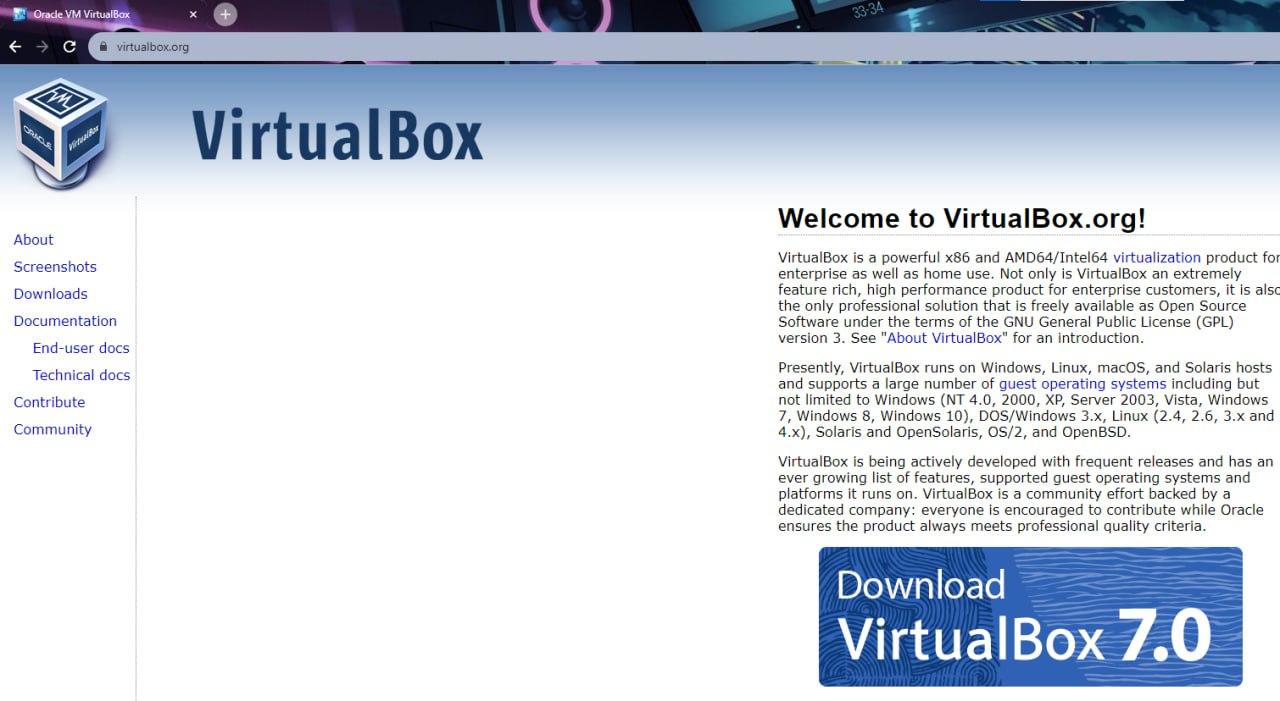 Oracle VM VirtualBox
33-34
virtualbox.org
VM
ORACLE
VirtualBox
VirtualBox
About
Screenshots
Downloads
Documentation
End-user docs
Technical docs
Contribute
Community
Welcome to VirtualBox.org!
VirtualBox is a powerful x86 and AMD64/Intel64 virtualization product for
enterprise as well as home use. Not only is VirtualBox an extremely
feature rich, high performance product for enterprise customers, it is also
the only professional solution that is freely available as Open Source
Software under the terms of the GNU General Public License (GPL)
version 3. See "About VirtualBox" for an introduction.
Presently, VirtualBox runs on Windows, Linux, macOS, and Solaris hosts
and supports a large number of guest operating systems including but
not limited to Windows (NT 4.0, 2000, XP, Server 2003, Vista, Windows
7, Windows 8, Windows 10), DOS/Windows 3.x, Linux (2.4, 2.6, 3.x and
4.x), Solaris and OpenSolaris, OS/2, and OpenBSD.
VirtualBox is being actively developed with frequent releases and has an
ever growing list of features, supported guest operating systems and
platforms it runs on. VirtualBox is a community effort backed by a
dedicated company: everyone is encouraged to contribute while Oracle
ensures the product always meets professional quality criteria.
Download
VirtualBox 7.0